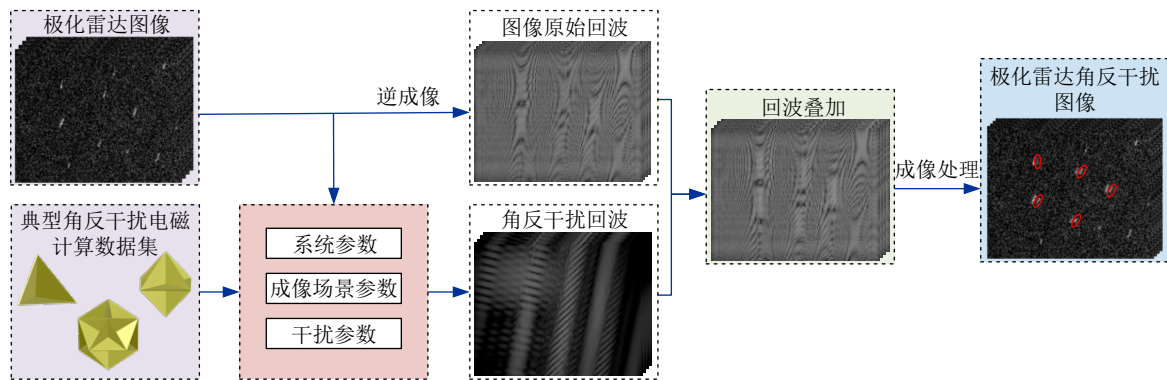 极化雷达图像
逆成像
图像原始回波
典型角反干扰电磁
计算数据集
系统参数
成像场景参数
干扰参数
角反干扰回波
回波叠加
成像处理
极化雷达角反干扰
图像